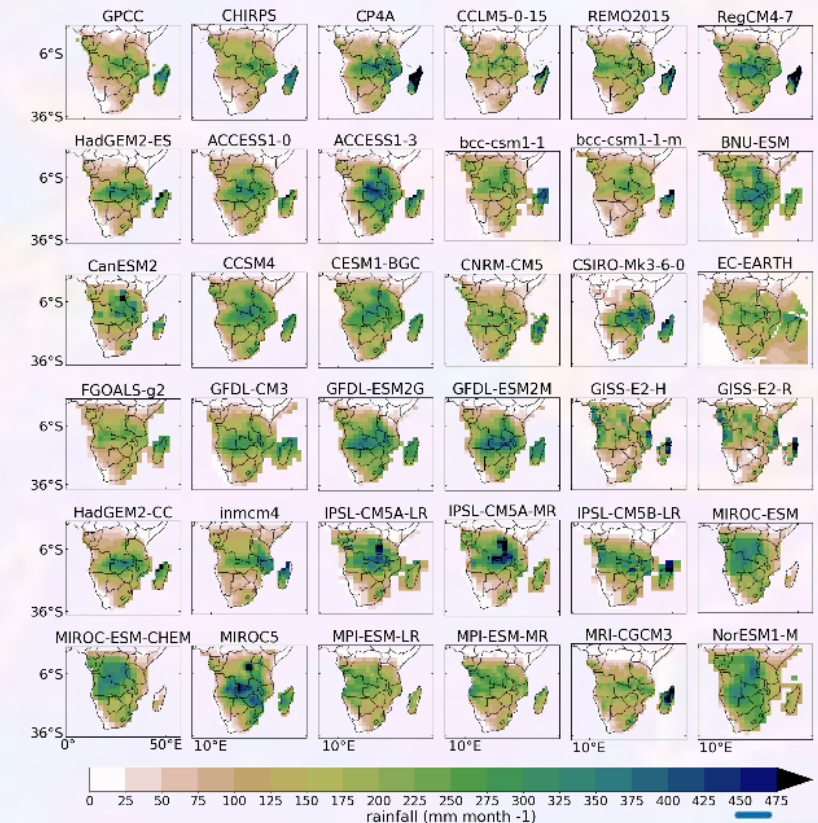 GPCC CHIRPS CP4A CCLM5-0-15 REMO2015 RegCM4-7
6°S
36°S
HadGEM2-ES ACCESS1-0 ACCESS1-3 bcc-csm1-1 bcc-csm1-1-m BNU-ESM
6°S
36°S
CanESM2 CCSM4 CESM1-BGC CNRM-CM5 CSIRO-Mk3-6-0 EC-EARTH
6°S
36°S
FGOALS-g2 GFDL-CM3 GFDL-ESM2G GFDL-ESM2M GISS-E2-H GISS-E2-R
6°S
36°S
HadGEM2-CC inmcm4 IPSL-CM5A-LR IPSL-CM5A-MR IPSL-CM5B-LR MIROC-ESM
6°S
36°S
MIROC-ESM-CHEM MIROC5 MPI-ESM-LR MPI-ESM-MR MRI-CGCM3 NorESM1-M
6°S
36°S
0° 50°E 10°E 10°E 10°E 10°E 10°E
0 25 50 75 100 125 150 175 200 225 250 275 300 325 350 375 400 425 450 475
rainfall (mm month -1)